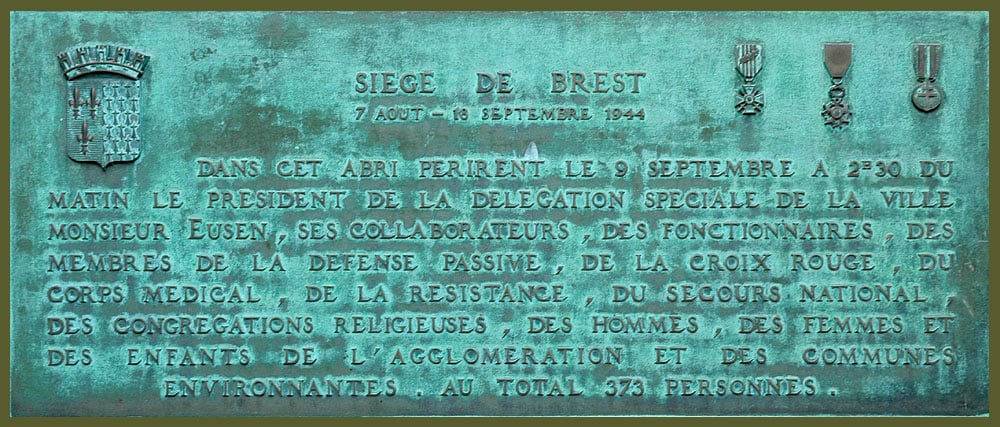 SIEGE DE BREST
7 AOUT - 18 SEPTEMBRE 1944
DANS CET ABRI PERIRENT LE 9 SEPTEMBRE A 2H30 DU
MATIN LE PRESIDENT DE LA DELEGATION SPECIALE DE LA VILLE
MONSIEUR EUSEN, SES COLLABORATEURS, DES FONCTIONNAIRES, DES
MEMBRES DE LA DEFENSE PASSIVE, DE LA CROIX ROUGE, DU
CORPS MEDICAL, DE LA RESISTANCE, DU SECOURS NATIONAL,
DES CONGREGATIONS RELIGIEUSES, DES HOMMES, DES FEMMES ET
DES ENFANTS DE L'AGGLOMERATION ET DES COMMUNES
ENVIRONNANTES. AU TOTAL 373 PERSONNES.